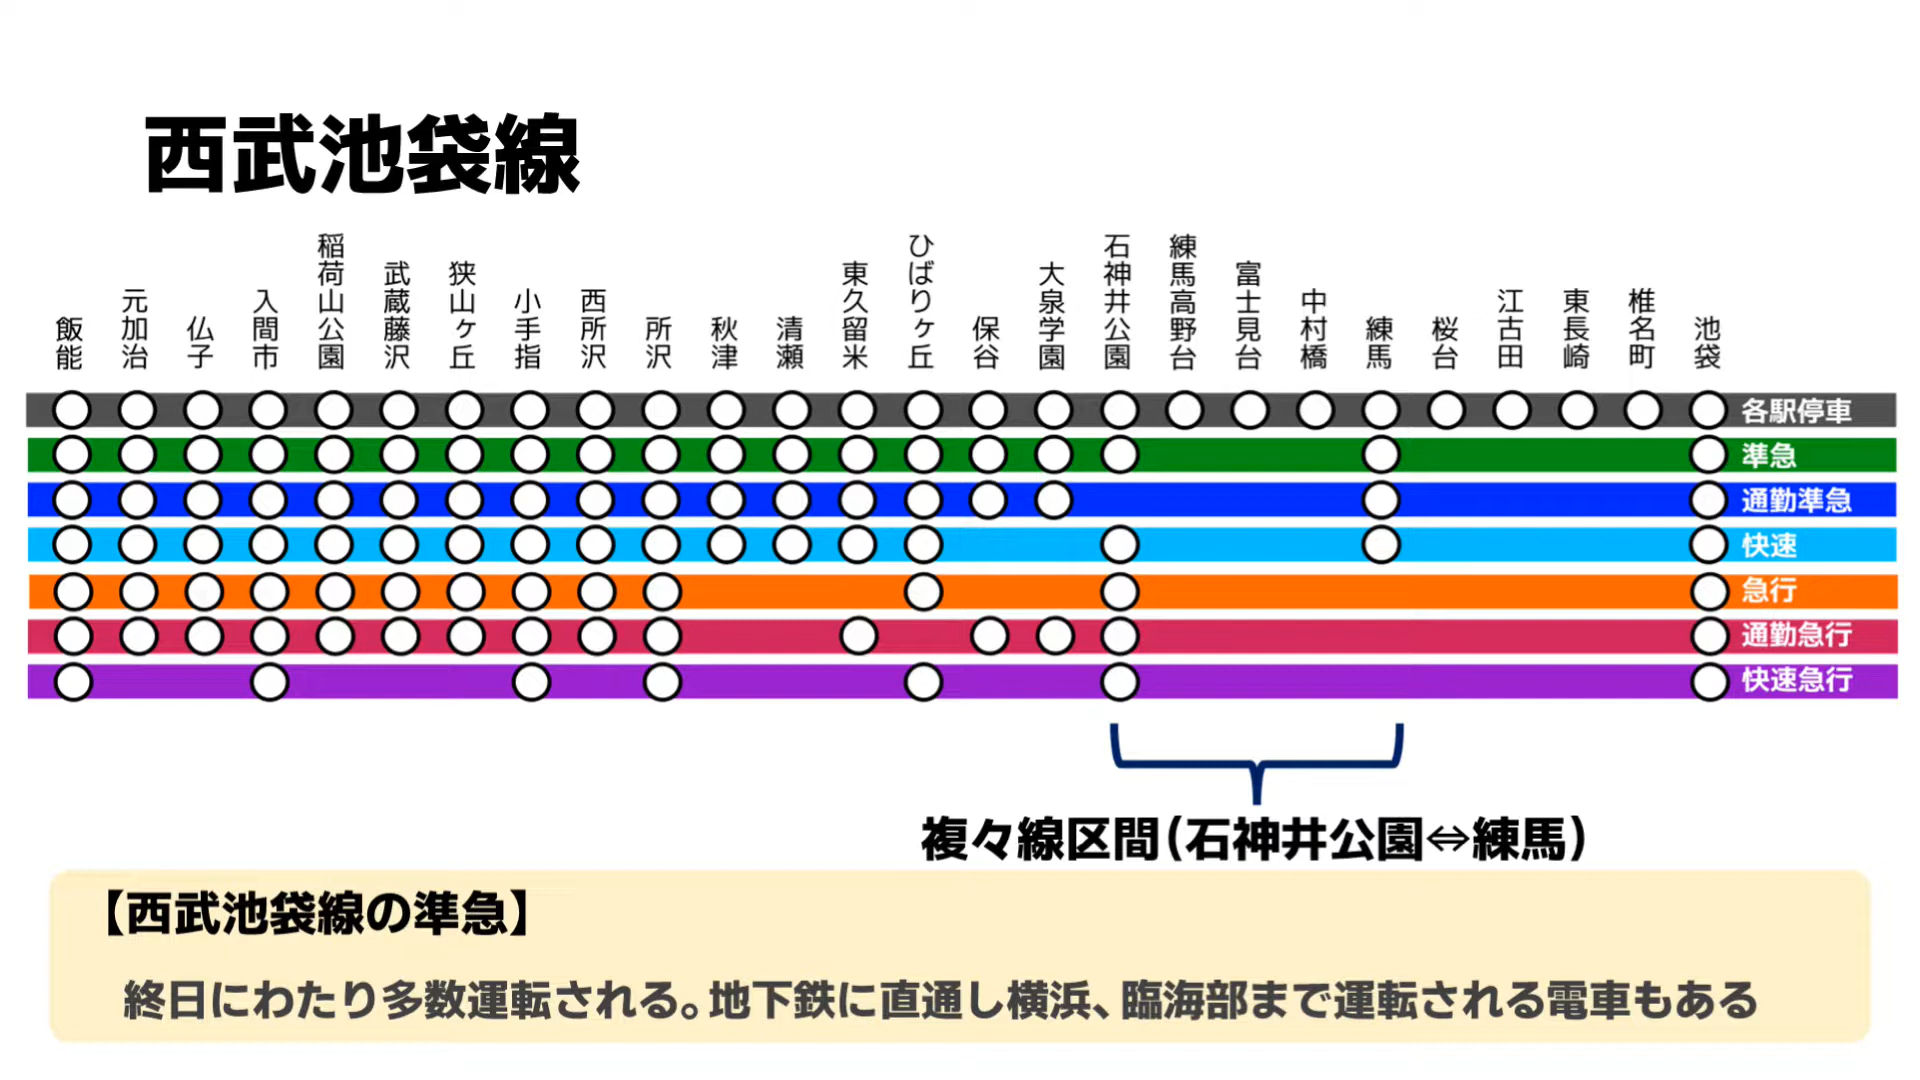 西武池袋線
飯能
元加治
仏子
入間市
稲荷山公園
武蔵藤沢
狭山ヶ丘
小手指
西所沢
所沢
秋津
清瀬
東久留米
ひばりヶ丘
保谷
大泉学園
石神井公園
練馬高野台
富士見台
中村橋
練馬
桜台
江古田
東長崎
椎名町
池袋
各駅停車
準急
通勤準急
快速
急行
通勤急行
快速急行
複々線区間(石神井公園⇔練馬)
【西武池袋線の準急】
終日にわたり多数運転される。地下鉄に直通し横浜、臨海部まで運転される電車もある